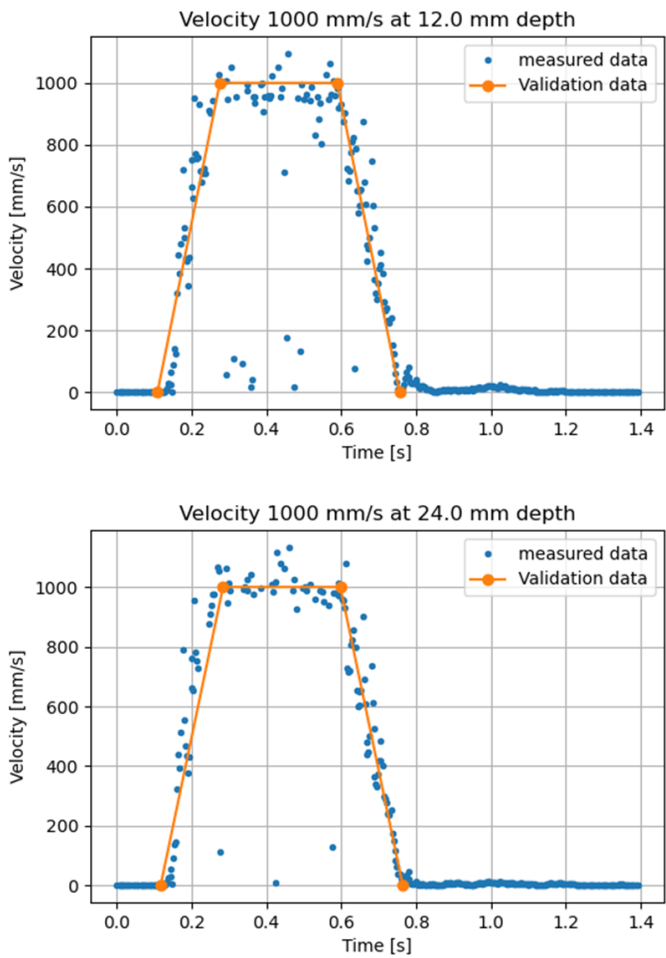 Velocity 1000 mm/s at 12.0 mm depth
measured data
Validation data
1000
800
600
400
200
0
Velocity [mm/s]
0.0 0.2 0.4 0.6 0.8 1.0 1.2 1.4
Time [s]
Velocity 1000 mm/s at 24.0 mm depth
measured data
Validation data
1000
800
600
400
200
0
Velocity [mm/s]
0.0 0.2 0.4 0.6 0.8 1.0 1.2 1.4
Time [s]